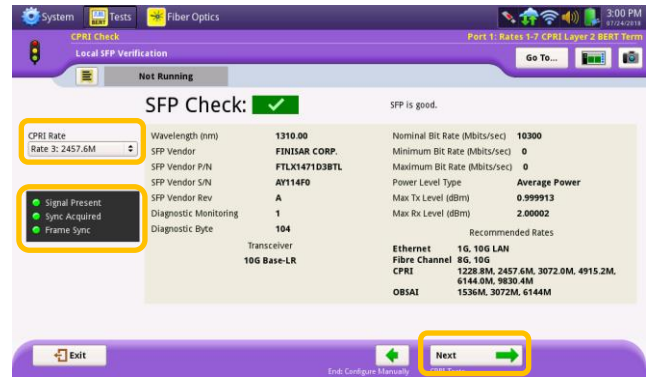 System Tests Fiber Optics 3:00 PM
07/24/2018
CPRI Check Port 1: Rates 1-7 CPRI Layer 2 BERT Term
Local SFP Verification
Go To...
Not Running
SFP Check: SFP is good.
CPRI Rate
Rate 3: 2457.6M
Signal Present
Sync Acquired
Frame Sync
Wavelength (nm) 1310.00
SFP Vendor FINISAR CORP.
SFP Vendor P/N FTLX1471D3BTL
SFP Vendor S/N AY114F0
SFP Vendor Rev A
Diagnostic Monitoring 1
Diagnostic Byte 104
Transceiver
10G Base-LR
Nominal Bit Rate (Mbits/sec) 10300
Minimum Bit Rate (Mbits/sec) 0
Maximum Bit Rate (Mbits/sec) 0
Power Level Type Average Power
Max Tx Level (dBm) 0.999913
Max Rx Level (dBm) 2.00002
Recommended Rates
Ethernet 1G, 10G LAN
Fibre Channel 8G, 10G
CPRI 1228.8M, 2457.6M, 3072.0M, 4915.2M,
6144.0M, 9830.4M
OBSAI 1536M, 3072M, 6144M
Exit
Next
End: Configure Manually CPRI Tests